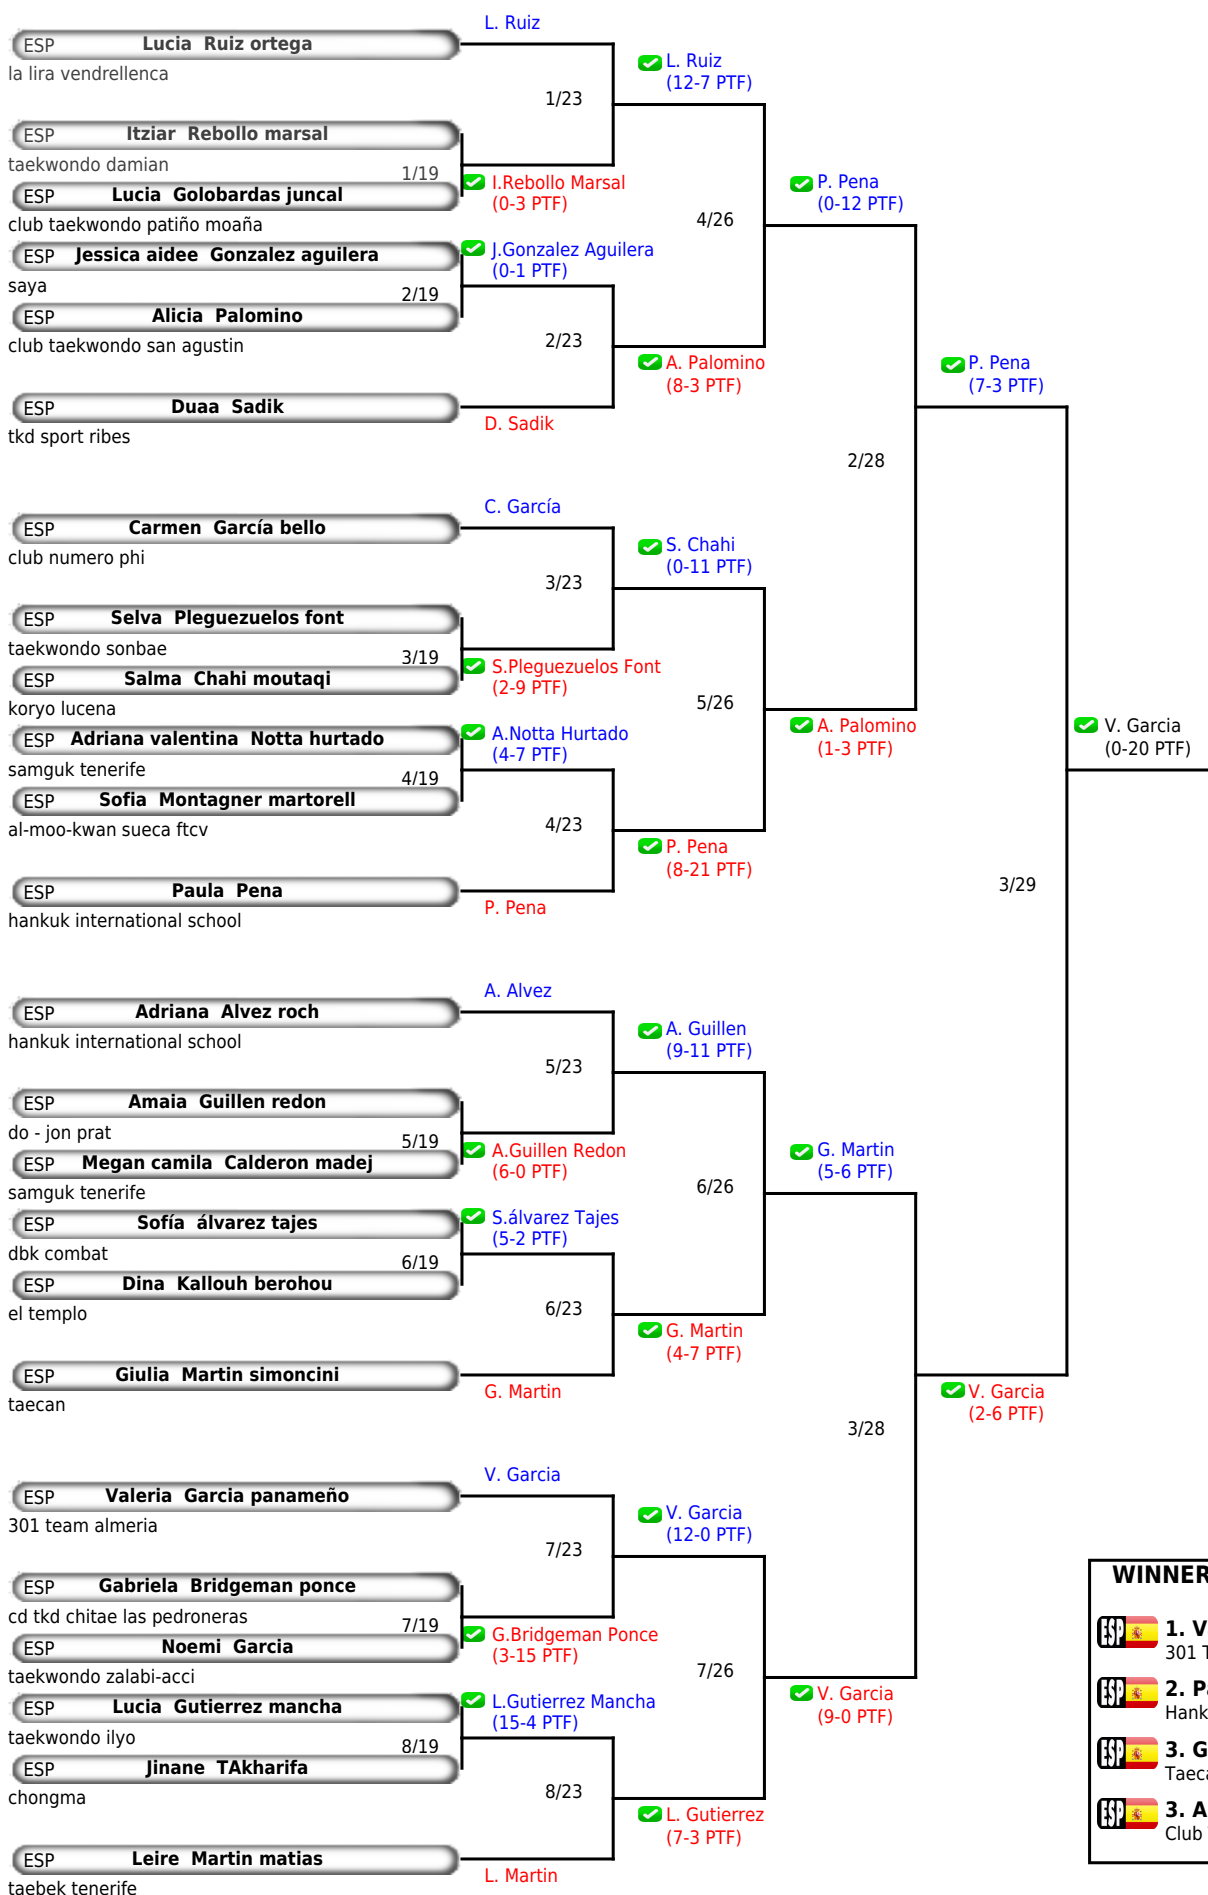 L. Ruiz
ESP Lucia Ruiz ortega
la lira vendrellenca
L. Ruiz
(12-7 PTF)
1/23
ESP Itziar Rebollo marsal
taekwondo damian
1/19
I.Rebollo Marsal
(0-3 PTF)
ESP Lucia Golobardas juncal
club taekwondo patiño moaña
P. Pena
(0-12 PTF)
4/26
ESP Jessica aidee Gonzalez aguilera
saya
J.Gonzalez Aguilera
(0-1 PTF)
2/19
ESP Alicia Palomino
club taekwondo san agustin
2/23
A. Palomino
(8-3 PTF)
P. Pena
(7-3 PTF)
ESP Duaa Sadik
tkd sport ribes
D. Sadik
2/28
C. García
ESP Carmen García bello
club numero phi
S. Chahi
(0-11 PTF)
3/23
ESP Selva Pleguezuelos font
taekwondo sonbae
3/19
S.Pleguezuelos Font
(2-9 PTF)
ESP Salma Chahi moutaqi
koryo lucena
5/26
A. Palomino
(1-3 PTF)
V. Garcia
(0-20 PTF)
ESP Adriana valentina Notta hurtado
samguk tenerife
A.Notta Hurtado
(4-7 PTF)
4/19
ESP Sofia Montagner martorell
al-moo-kwan sueca ftcv
4/23
P. Pena
(8-21 PTF)
ESP Paula Pena
hankuk international school
P. Pena
3/29
A. Alvez
ESP Adriana Alvez roch
hankuk international school
A. Guillen
(9-11 PTF)
5/23
ESP Amaia Guillen redon
do - jon prat
5/19
A.Guillen Redon
(6-0 PTF)
ESP Megan camila Calderon madej
samguk tenerife
G. Martin
(5-6 PTF)
6/26
ESP Sofía álvarez tajes
dbk combat
S.álvarez Tajes
(5-2 PTF)
6/19
ESP Dina Kallouh berohou
el templo
6/23
G. Martin
(4-7 PTF)
ESP Giulia Martin simoncini
taecan
G. Martin
V. Garcia
(2-6 PTF)
3/28
V. Garcia
ESP Valeria Garcia panameño
301 team almeria
V. Garcia
(12-0 PTF)
7/23
ESP Gabriela Bridgeman ponce
cd tkd chitae las pedroneras
7/19
G.Bridgeman Ponce
(3-15 PTF)
ESP Noemi Garcia
taekwondo zalabi-acci
7/26
V. Garcia
(9-0 PTF)
ESP Lucia Gutierrez mancha
taekwondo ilyo
L.Gutierrez Mancha
(15-4 PTF)
8/19
ESP Jinane TAkharifa
chongma
8/23
L. Gutierrez
(7-3 PTF)
ESP Leire Martin matias
taebek tenerife
L. Martin
WINNER
ESP 1. V
301 T
ESP 2. Pa
Hank
ESP 3. G
Taeca
ESP 3. A
Club